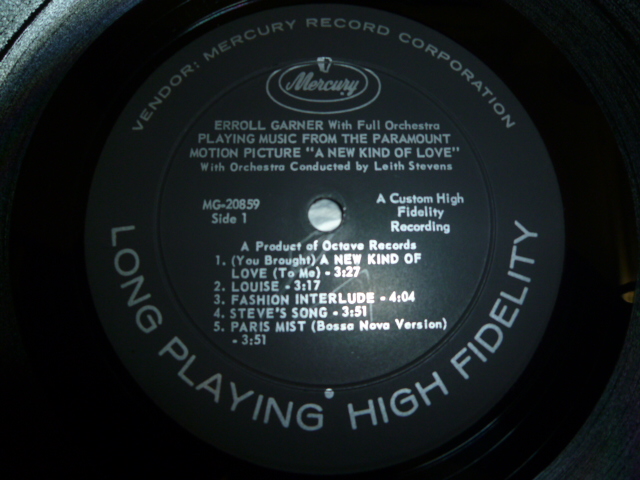 VENDOR: MERCURY RECORD CORPORATION
Mercury
ERROLL GARNER With Full Orchestra
PLAYING MUSIC FROM THE PARAMOUNT
MOTION PICTURE "A NEW KIND OF LOVE"
With Orchestra Conducted by Leith Stevens
MG-20859
Side 1
A Custom High
Fidelity
Recording
A Product of Octave Records
1. (You Brought) A NEW KIND OF
LOVE (To Me) - 3:27
2. LOUISE - 3:17
3. FASHION INTERLUDE - 4:04
4. STEVE'S SONG - 3:51
5. PARIS MIST (Bossa Nova Version)
- 3:51
LONG PLAYING HIGH FIDELITY